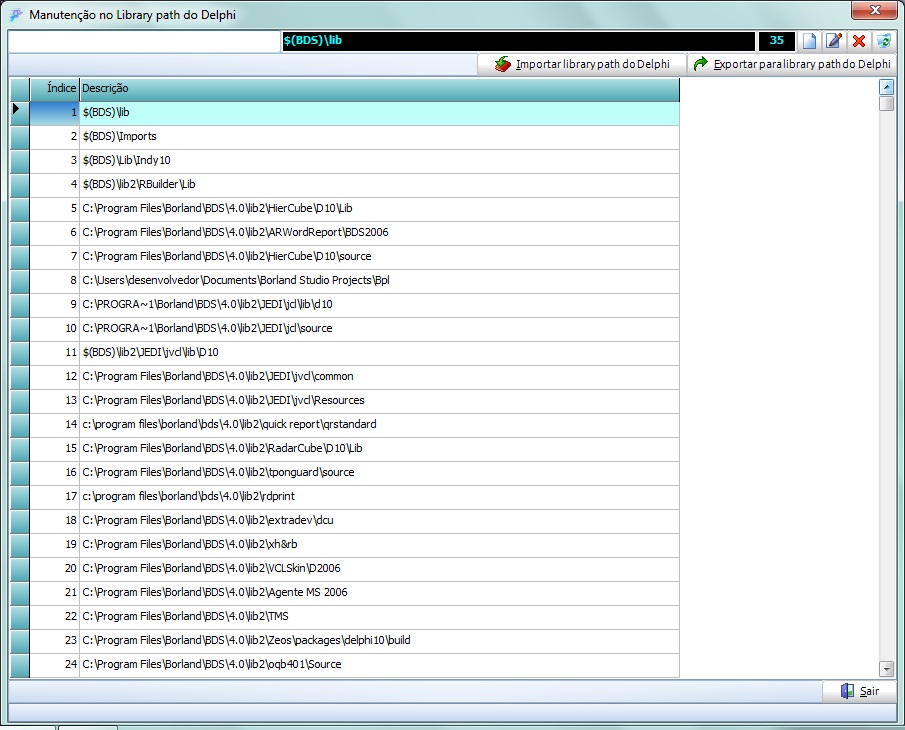 Manutenção no Library path do Delphi
$(BDS)\lib 35
Importar library path do Delphi Exportar para library path do Delphi
Índice Descrição
1 $(BDS)\lib
2 $(BDS)\Imports
3 $(BDS)\Lib\Indy10
4 $(BDS)\lib2\RBuilder\Lib
5 C:\Program Files\Borland\BDS\4.0\lib2\HierCube\D10\Lib
6 C:\Program Files\Borland\BDS\4.0\lib2\ARWordReport\BDS2006
7 C:\Program Files\Borland\BDS\4.0\lib2\HierCube\D10\source
8 C:\Users\desenvolvedor\Documents\Borland Studio Projects\Bpl
9 C:\PROGRA~1\Borland\BDS\4.0\lib2\JEDI\jcl\lib\d10
10 C:\PROGRA~1\Borland\BDS\4.0\lib2\JEDI\jcl\source
11 $(BDS)\lib2\JEDI\jvcl\lib\D10
12 C:\Program Files\Borland\BDS\4.0\lib2\JEDI\jvcl\common
13 C:\Program Files\Borland\BDS\4.0\lib2\JEDI\jvcl\Resources
14 c:\program files\borland\bds\4.0\lib2\quick report\qrstandard
15 C:\Program Files\Borland\BDS\4.0\lib2\RadarCube\D10\Lib
16 C:\Program Files\Borland\BDS\4.0\lib2\tponguard\source
17 c:\program files\borland\bds\4.0\lib2\rdprint
18 C:\Program Files\Borland\BDS\4.0\lib2\extradev\dcu
19 C:\Program Files\Borland\BDS\4.0\lib2\xh&rb
20 C:\Program Files\Borland\BDS\4.0\lib2\VCLSkin\D2006
21 C:\Program Files\Borland\BDS\4.0\lib2\Agente MS 2006
22 C:\Program Files\Borland\BDS\4.0\lib2\TMS
23 C:\Program Files\Borland\BDS\4.0\lib2\Zeos\packages\delphi10\build
24 C:\Program Files\Borland\BDS\4.0\lib2\oqb401\Source
Sair